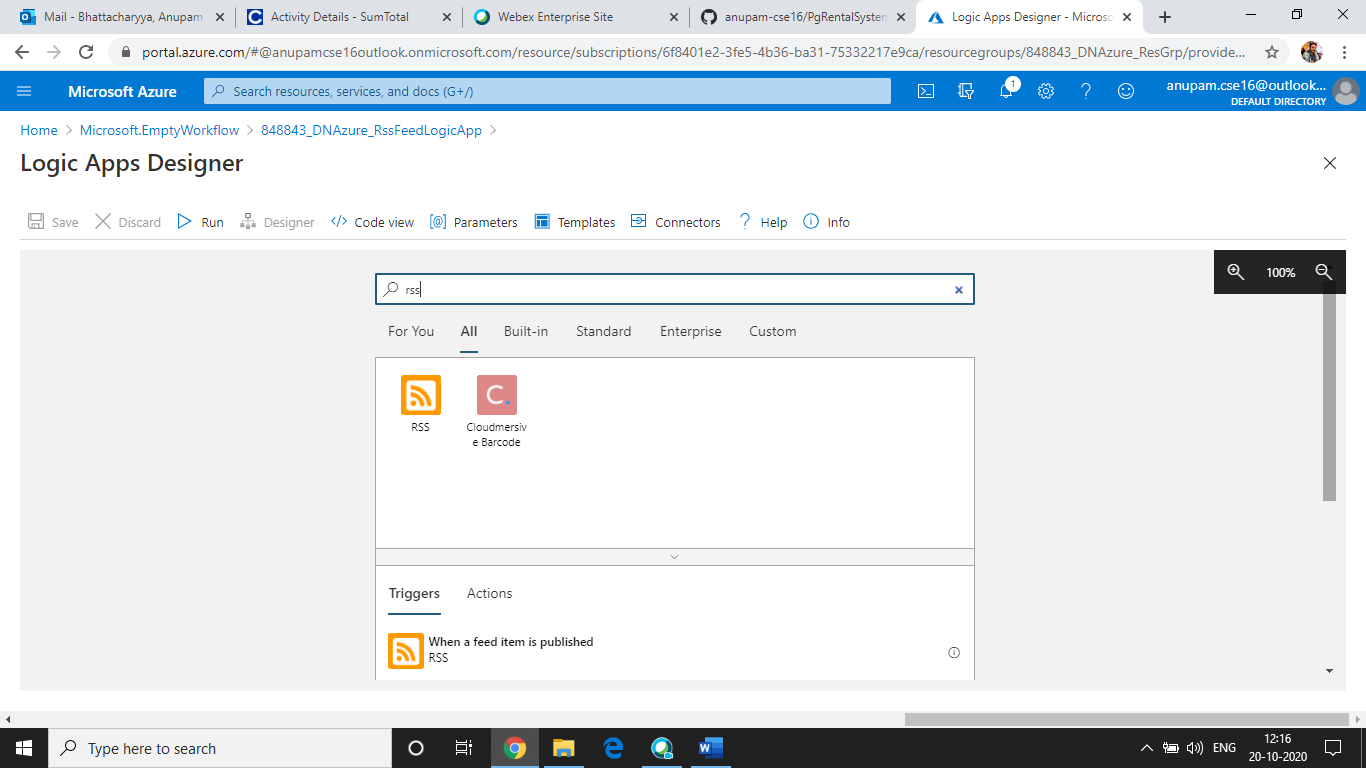 Mail - Bhattacharyya, Anupam
Activity Details - SumTotal
Webex Enterprise Site
anupam-cse16/PgRentalSystem
Logic Apps Designer - Microso
portal.azure.com/#@anupamcse16outlook.onmicrosoft.com/resource/subscriptions/6f8401e2-3fe5-4b36-ba31-75332217e9ca/resourcegroups/848843_DNAzure_ResGrp/provide...
Microsoft Azure
Search resources, services, and docs (G+/)
1
anupam.cse16@outlook...
DEFAULT DIRECTORY
Home > Microsoft.EmptyWorkflow > 848843_DNAzure_RssFeedLogicApp >
Logic Apps Designer
Save Discard Run Designer Code view Parameters Templates Connectors Help Info
100%
rss
For You All Built-in Standard Enterprise Custom
C.
RSS
Cloudmersiv
e Barcode
Triggers Actions
When a feed item is published
RSS
Type here to search
ENG
12:16
20-10-2020